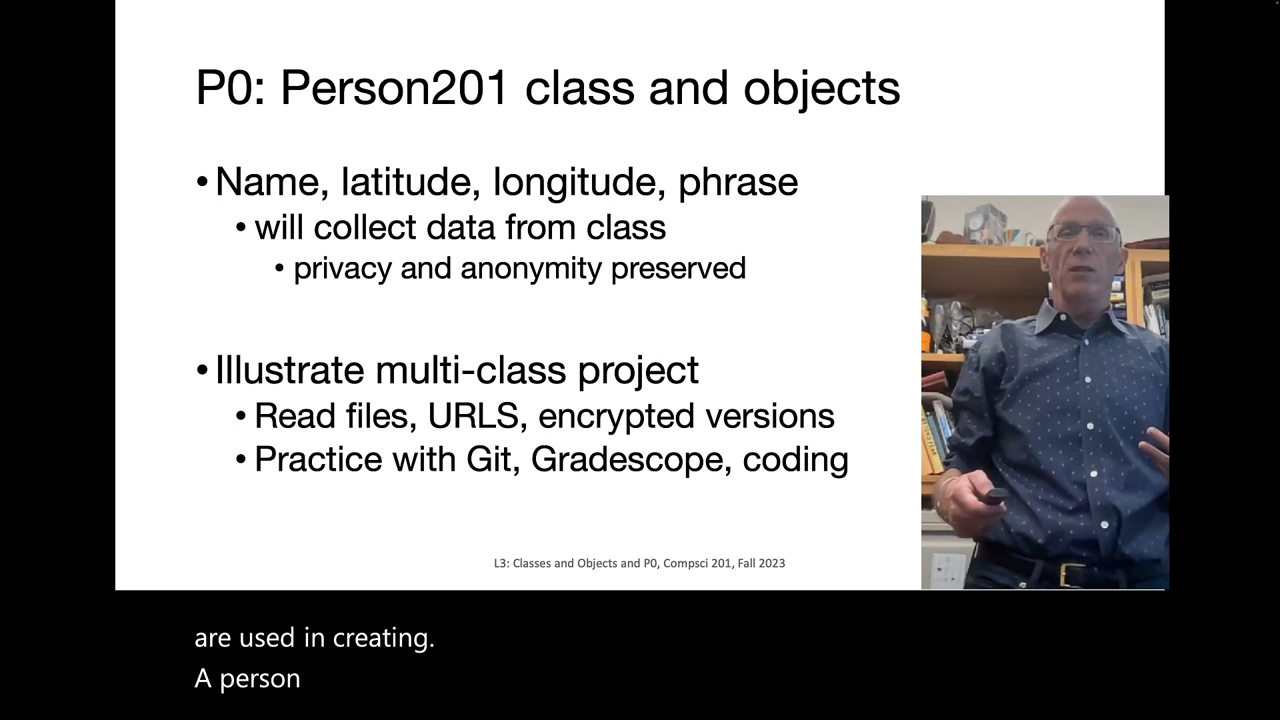 P0: Person201 class and objects
• Name, latitude, longitude, phrase
• will collect data from class
• privacy and anonymity preserved
• Illustrate multi-class project
• Read files, URLS, encrypted versions
• Practice with Git, Gradescope, coding
L3: Classes and Objects and P0, Compsci 201, Fall 2023
are used in creating.
A person